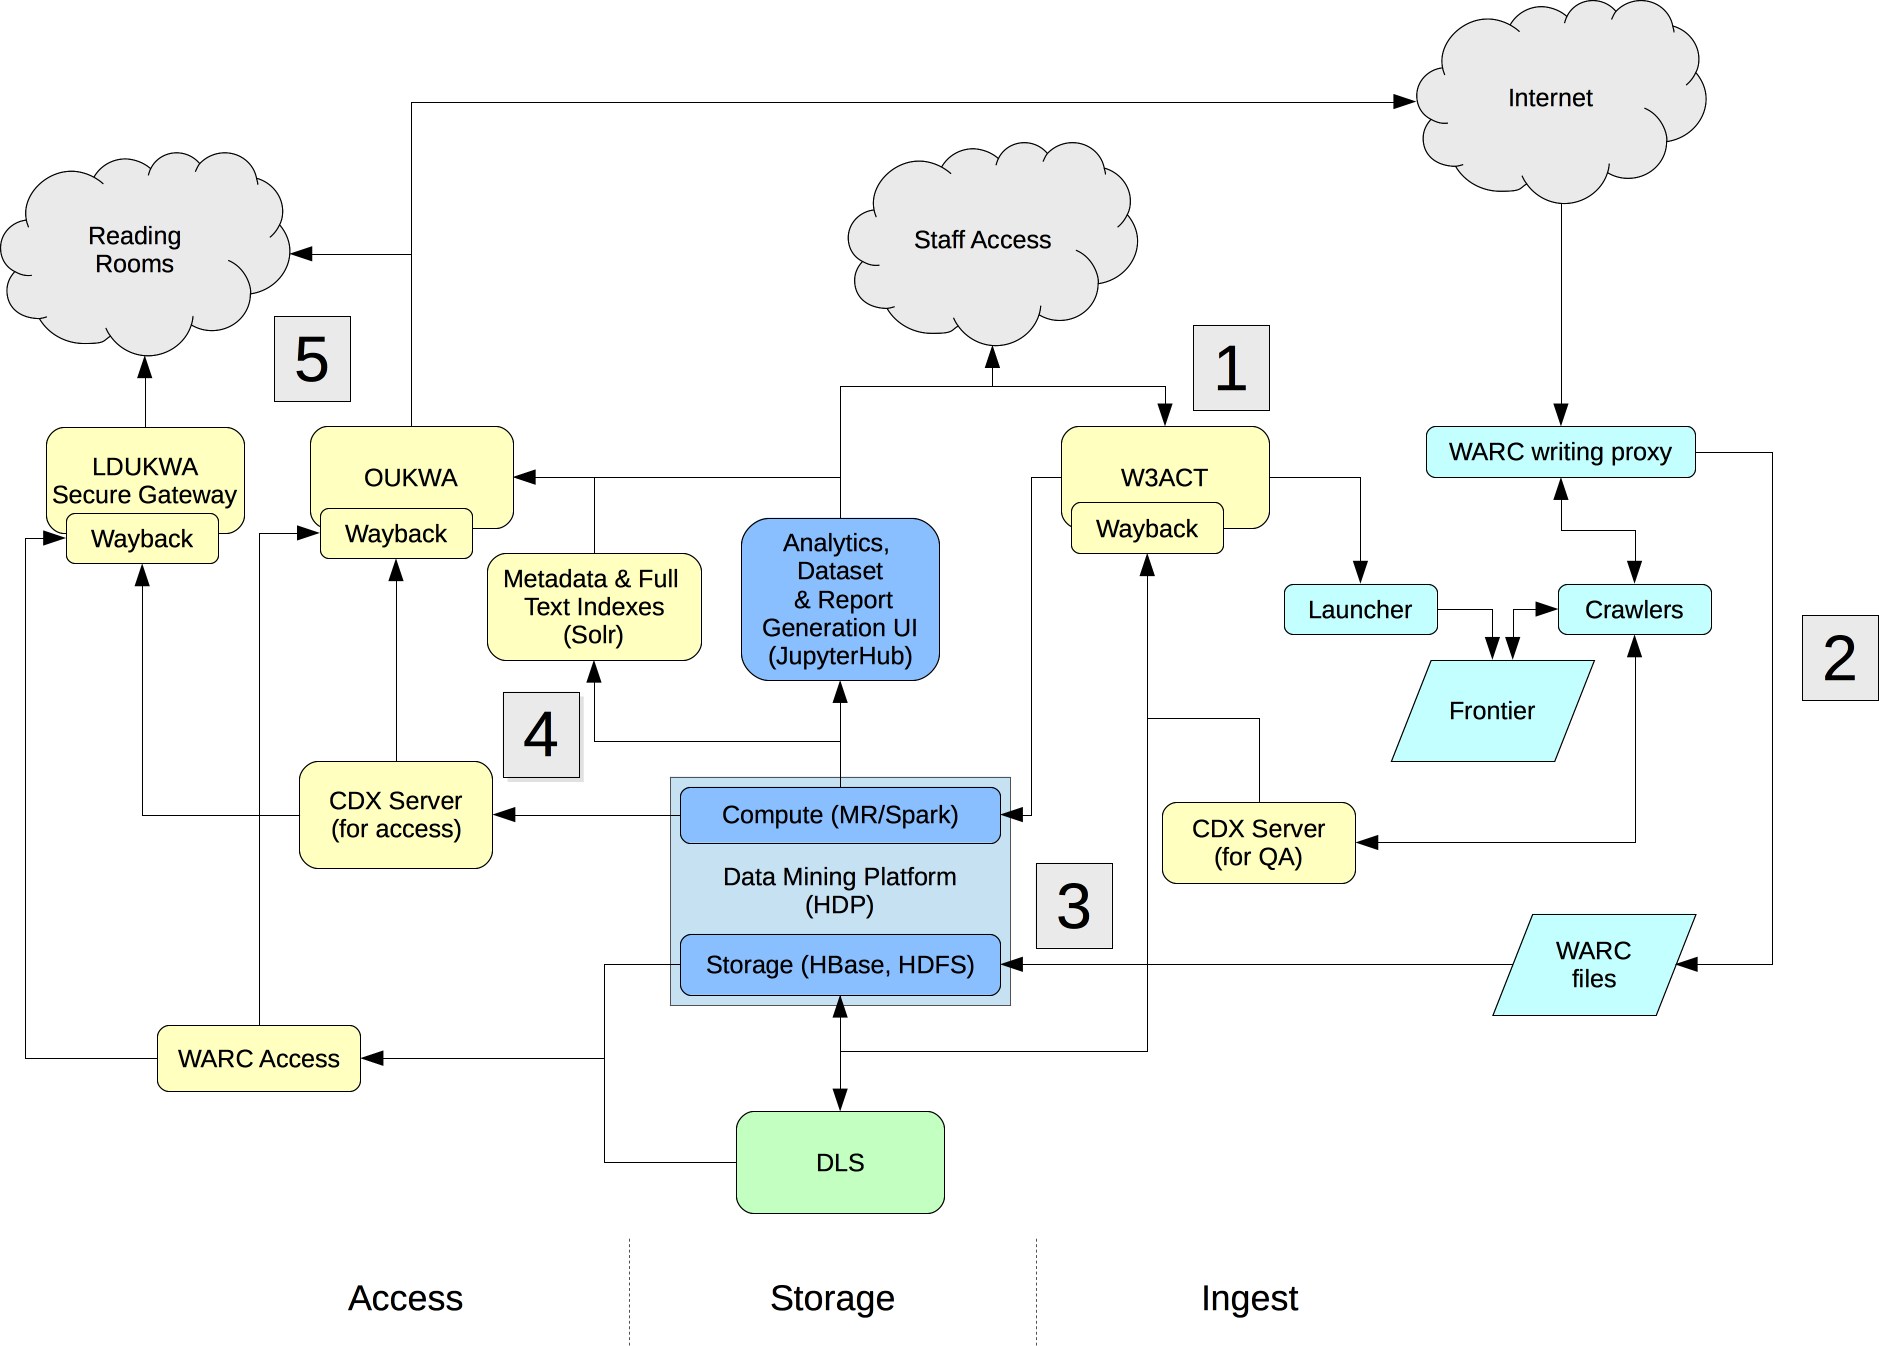 Internet
Reading
Rooms
Staff Access
5
1
LDUKWA
Secure Gateway
Wayback
OUKWA
Wayback
W3ACT
Wayback
WARC writing proxy
Metadata & Full
Text Indexes
(Solr)
Analytics,
Dataset
& Report
Generation UI
(JupyterHub)
Launcher
Crawlers
2
Frontier
4
CDX Server
(for access)
Compute (MR/Spark)
CDX Server
(for QA)
Data Mining Platform
(HDP)
3
Storage (HBase, HDFS)
WARC
files
WARC Access
DLS
Access
Storage
Ingest